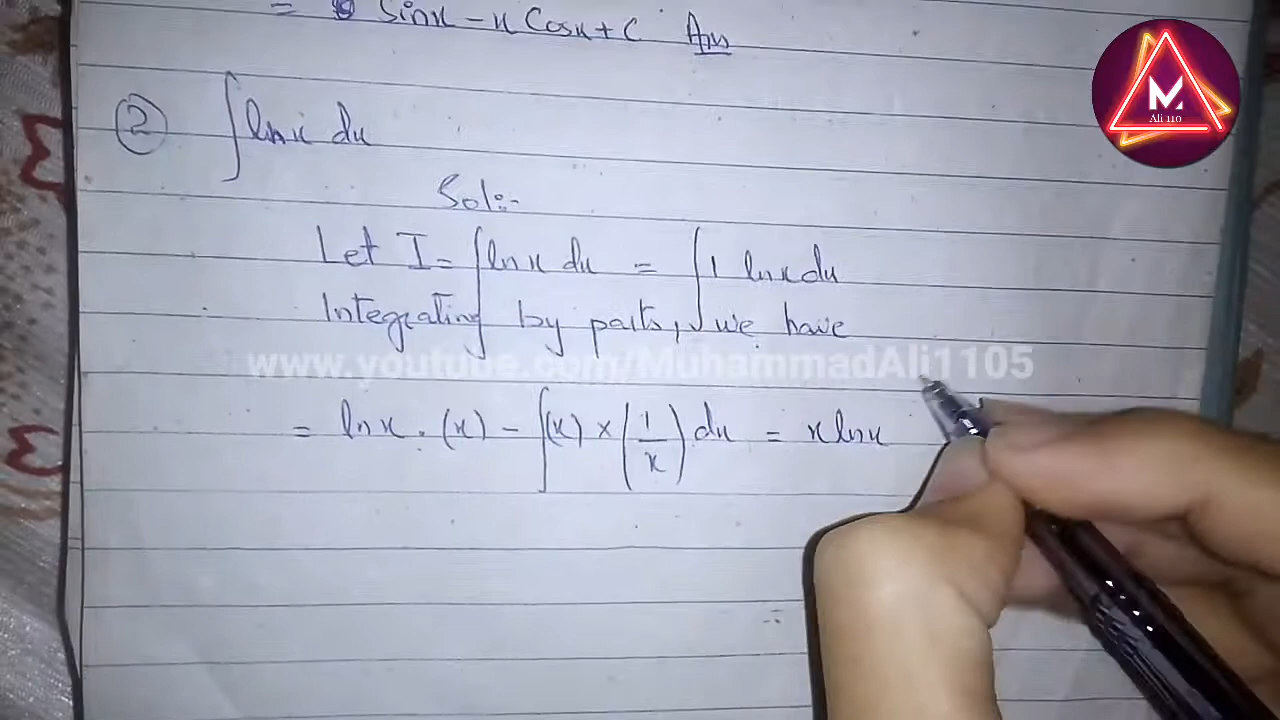 = Sinx - x Cosx + C Ans
M
Ali 110
② ∫ lnx dx
Sol:-
Let I = ∫ lnx dx = ∫ 1 lnx dx
Integrating by parts, we have
www.youtube.com/MuhammadAli1105
= lnx . (x) - ∫ (x) × (1/x) dx = x lnx